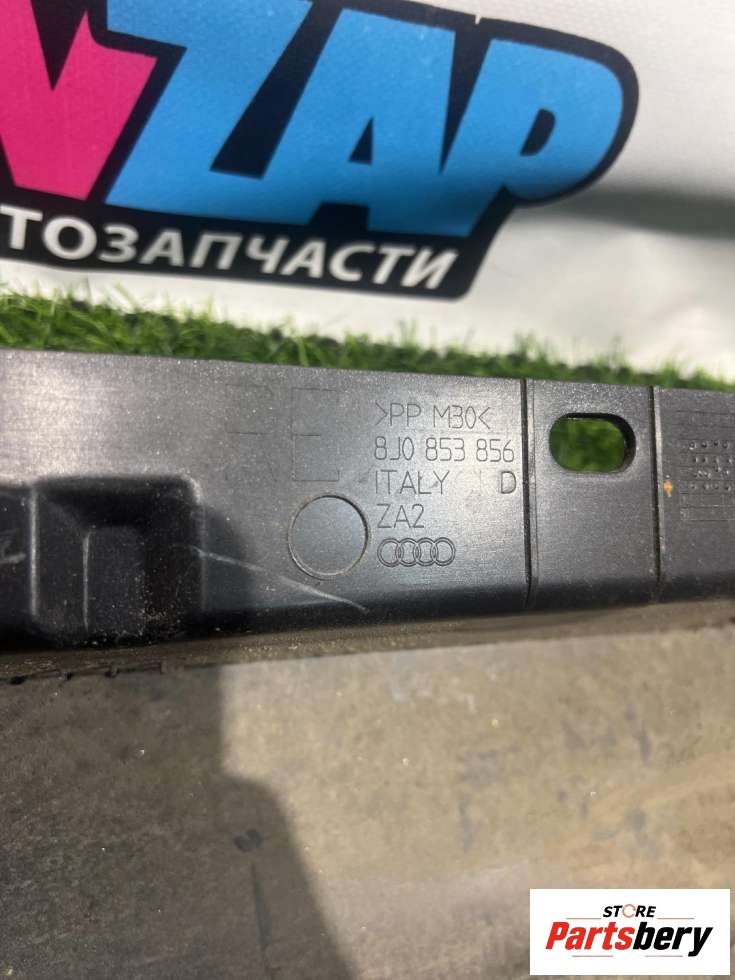 ZAP
ТОЗАПЧАСТИ
>PP M30<
8J0 853 856
ITALY D
ZA2
STORE
Partsbery